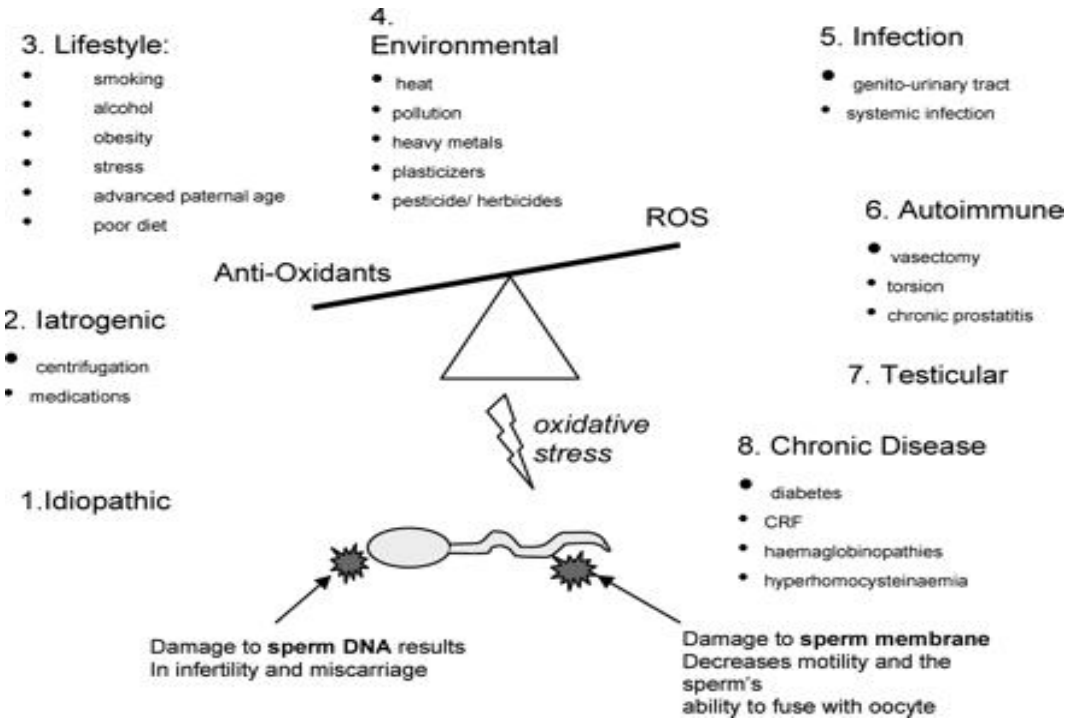 4.
Environmental
3. Lifestyle:
• smoking
• alcohol
• obesity
• stress
• advanced paternal age
• poor diet
• heat
• pollution
• heavy metals
• plasticizers
• pesticide/ herbicides
5. Infection
• genito-urinary tract
• systemic infection
ROS
Anti-Oxidants
6. Autoimmune
• vasectomy
• torsion
• chronic prostatitis
2. Iatrogenic
• centrifugation
• medications
7. Testicular
oxidative
stress
8. Chronic Disease
• diabetes
• CRF
• haemaglobinopathies
• hyperhomocysteinaemia
1.Idiopathic
Damage to sperm DNA results
In infertility and miscarriage
Damage to sperm membrane
Decreases motility and the
sperm's
ability to fuse with oocyte